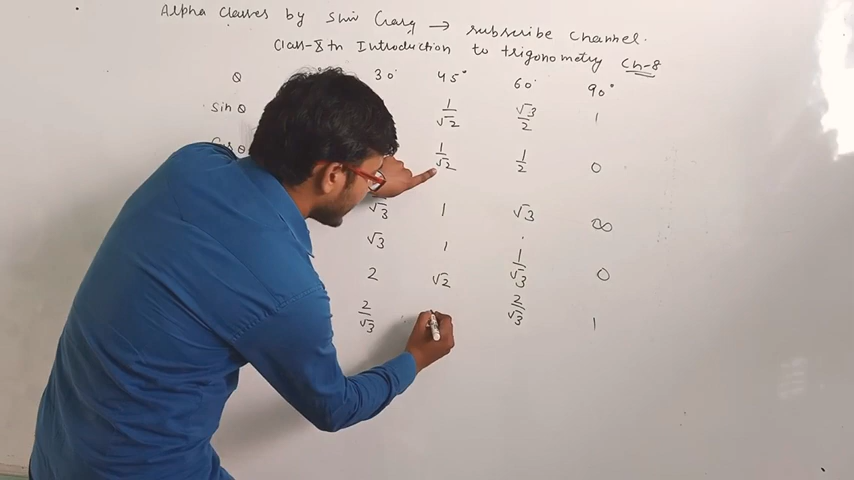 Alpha Classes by Shiv Garg → subscribe Channel.
Class-8th Introduction to trigonometry Ch-8
θ 30° 45° 60° 90°
Sin θ 1/√2 √3/2 1
Cos θ 1/√2 1/2 0
√3 1 √3 ∞
√3 1 1/√3 0
2 √2 2/√3 1
2/√3